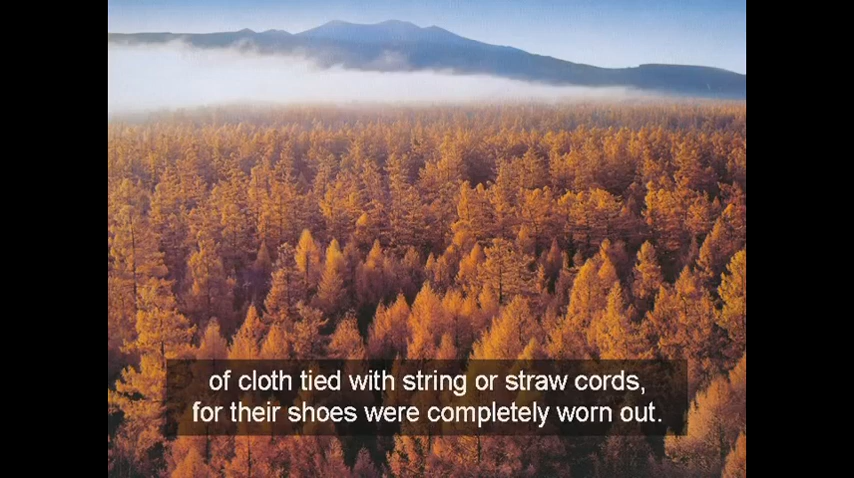 of cloth tied with string or straw cords,
for their shoes were completely worn out.